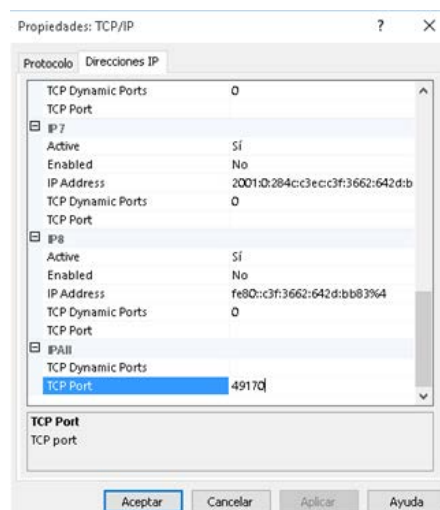 Propiedades: TCP/IP ? ×
Protocolo Direcciones IP
TCP Dynamic Ports 0
TCP Port
IP7
Active Sí
Enabled No
IP Address 2001:0:284c:c3ec:c3f:3662:642d:b
TCP Dynamic Ports 0
TCP Port
IP8
Active Sí
Enabled No
IP Address fe80::c3f:3662:642d:bb83%4
TCP Dynamic Ports 0
TCP Port
IPAll
TCP Dynamic Ports
TCP Port 49170
TCP Port
TCP port
Aceptar Cancelar Aplicar Ayuda